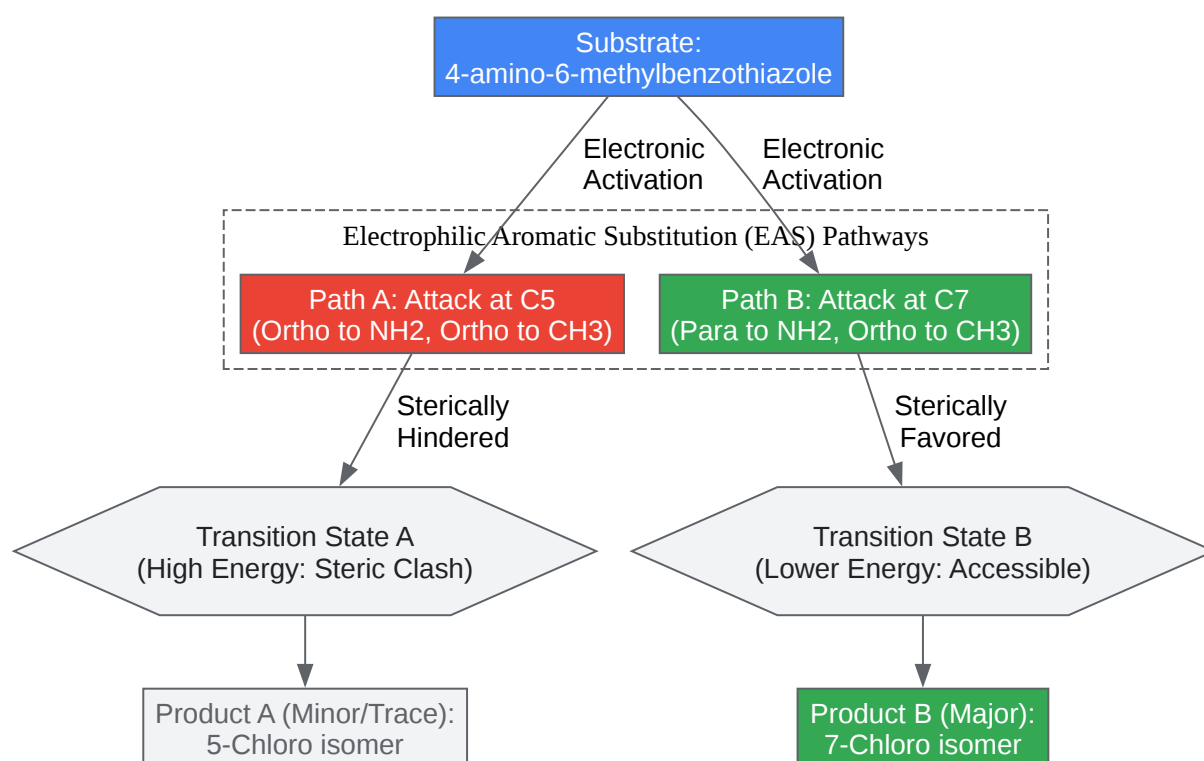 Substrate:
4-amino-6-methylbenzothiazole
Electronic
Activation
Electronic
Activation
Electrophilic Aromatic Substitution (EAS) Pathways
Path A: Attack at C5
(Ortho to NH2, Ortho to CH3)
Path B: Attack at C7
(Para to NH2, Ortho to CH3)
Sterically
Hindered
Sterically
Favored
Transition State A
(High Energy: Steric Clash)
Transition State B
(Lower Energy: Accessible)
Product A (Minor/Trace):
5-Chloro isomer
Product B (Major):
7-Chloro isomer